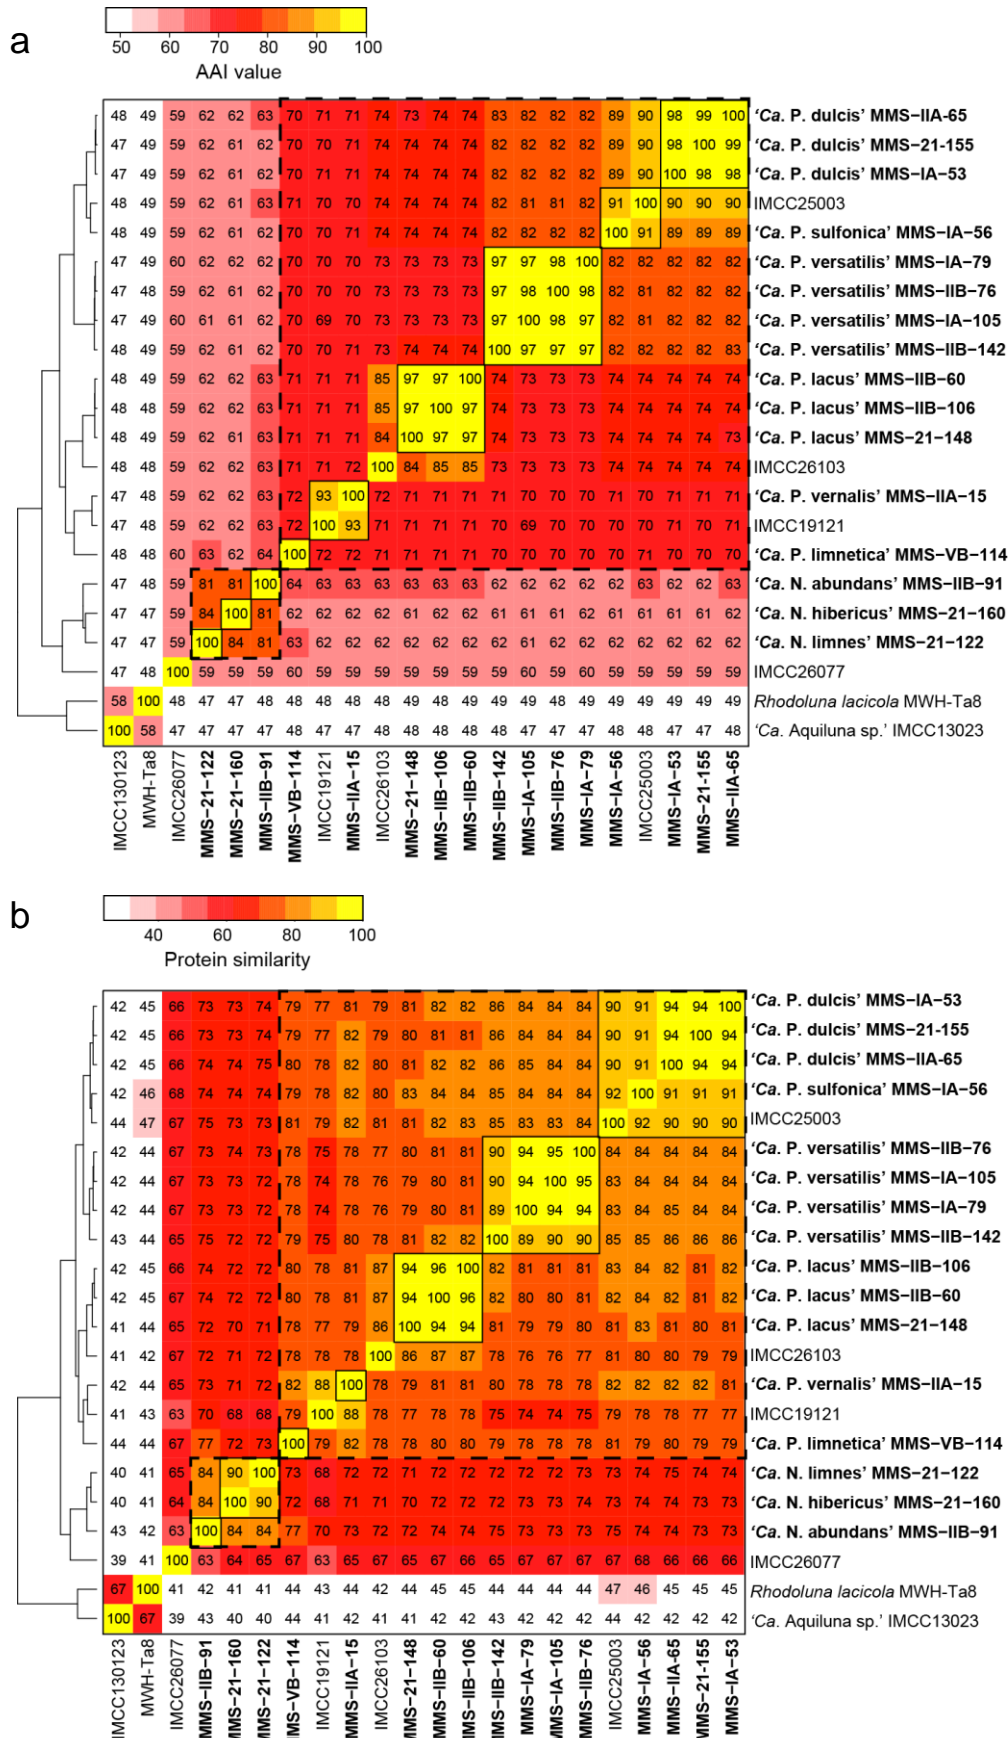 a
50 60 70 80 90 100
AAI value
48 49 59 62 62 63 70 71 71 74 73 74 74 83 82 82 82 89 90 98 99 100 ‘Ca. P. dulcis’ MMS−IIA-65
47 49 59 62 61 62 70 70 71 74 74 74 74 82 82 82 82 89 90 98 100 99 ‘Ca. P. dulcis’ MMS−21-155
47 49 59 62 61 62 70 71 71 74 74 74 74 82 82 82 82 89 90 100 98 98 ‘Ca. P. dulcis’ MMS−IA−53
48 49 59 62 61 63 71 70 70 74 74 74 74 82 81 81 82 91 100 90 90 90 IMCC25003
48 49 59 62 61 62 70 70 71 74 74 74 74 82 82 82 82 100 91 89 89 89 ‘Ca. P. sulfonica’ MMS−IA−56
47 49 60 62 62 62 70 70 71 73 73 73 73 97 97 98 100 82 82 82 82 82 ‘Ca. P. versatilis’ MMS−IA−79
47 48 59 62 61 62 70 70 70 73 73 73 73 97 98 100 98 82 81 82 82 82 ‘Ca. P. versatilis’ MMS−IIB−76
47 49 60 61 61 62 70 69 70 73 73 73 73 97 100 98 97 82 81 82 82 82 ‘Ca. P. versatilis’ MMS−IA−105
48 49 59 62 61 62 70 70 71 73 74 74 74 100 97 97 97 82 82 82 82 83 ‘Ca. P. versatilis’ MMS−IIB−142
48 49 59 62 62 63 71 71 71 85 97 97 100 74 73 73 73 74 74 74 74 74 ‘Ca. P. lacus’ MMS−IIB−60
48 48 59 62 62 63 71 71 71 85 97 100 97 74 73 73 73 74 74 74 74 74 ‘Ca. P. lacus’ MMS−IIB−106
48 49 59 62 62 63 71 71 71 84 100 97 97 74 73 73 73 74 74 74 74 73 ‘Ca. P. lacus’ MMS−21−148
48 48 59 62 62 63 71 71 72 100 84 85 85 73 73 73 73 74 74 74 74 74 IMCC26103
47 48 59 62 62 63 72 93 100 72 71 71 71 71 70 70 70 71 70 71 71 71 ‘Ca. P. vernalis’ MMS−IIA−15
47 48 59 62 62 63 72 100 93 71 71 71 71 70 69 70 70 70 70 71 70 71 IMCC19121
48 48 60 63 62 64 100 72 72 71 71 71 71 70 70 70 70 70 71 70 70 70 ‘Ca. P. limnetica’ MMS−VB−114
47 48 59 81 81 100 64 63 63 63 63 63 63 62 62 62 62 62 63 62 62 63 ‘Ca. N. abundans’ MMS−IIB−91
47 47 59 84 100 81 62 62 62 62 62 62 62 61 61 61 62 61 61 61 61 62 ‘Ca. N. hibericus’ MMS−21−160
47 47 59 100 84 81 63 62 62 62 62 62 62 62 61 62 62 62 62 62 62 62 ‘Ca. N. limnes’ MMS−21−122
47 48 100 59 59 59 60 59 59 59 59 59 59 59 60 59 60 59 59 59 59 59 IMCC26077
58 100 48 47 47 48 48 48 48 48 49 48 49 49 49 48 49 49 49 49 49 49 Rhodoluna lacicola MWH-Ta8
100 58 47 47 47 47 48 47 47 48 48 48 48 48 47 47 47 48 48 47 47 48 ‘Ca. Aquiluna sp.’ IMCC13023
IMCC130123 MWH-Ta8 IMCC26077 MMS−21−122 MMS−21−160 MMS−IIB−91 MMS−VB−114 IMCC19121 MMS−IIA−15 IMCC26103 MMS−21−148 MMS−IIB−106 MMS−IIB−60 MMS−IIB−142 MMS−IA−105 MMS−IIB−76 MMS−IA−79 MMS−IA−56 IMCC25003 MMS−IA−53 MMS−21-155 MMS−IIA-65
b
40 60 80 100
Protein similarity
42 45 66 73 73 74 79 77 81 79 81 82 82 86 84 84 84 90 91 94 94 100 ‘Ca. P. dulcis’ MMS−IA−53
42 45 66 73 73 74 79 77 82 79 80 81 81 86 84 84 84 90 91 94 100 94 ‘Ca. P. dulcis’ MMS−21-155
42 45 66 74 74 75 80 78 82 80 81 82 82 86 85 84 84 90 91 100 94 94 ‘Ca. P. dulcis’ MMS−IIA−65
42 46 68 74 74 74 79 78 82 80 83 84 84 85 84 84 84 92 100 91 91 91 ‘Ca. P. sulfonica’ MMS−IA−56
44 47 67 75 73 73 81 79 82 81 81 82 83 85 83 83 84 100 92 90 90 90 IMCC25003
42 44 67 73 74 73 78 75 78 77 80 81 81 90 94 95 100 84 84 84 84 84 ‘Ca. P. versatilis’ MMS−IIB−76
42 44 67 73 73 72 78 74 78 76 79 80 81 90 94 100 95 83 84 84 84 84 ‘Ca. P. versatilis’ MMS−IA−105
42 44 67 73 73 72 78 74 78 76 79 80 81 89 100 94 94 83 84 85 84 84 ‘Ca. P. versatilis’ MMS−IA−79
43 44 65 75 72 72 79 75 80 78 81 82 82 100 89 90 90 85 85 86 86 86 ‘Ca. P. versatilis’ MMS−IIB−142
42 45 66 74 72 72 80 78 81 87 94 96 100 82 81 81 81 83 84 82 81 82 ‘Ca. P. lacus’ MMS−IIB−106
42 45 67 74 72 72 80 78 81 87 94 100 96 82 80 80 81 82 84 82 81 82 ‘Ca. P. lacus’ MMS−IIB−60
41 44 65 72 70 71 78 77 79 86 100 94 94 81 79 79 80 81 83 81 80 81 ‘Ca. P. lacus’ MMS−21−148
41 42 67 72 71 72 78 78 78 100 86 87 87 78 76 76 77 81 80 80 79 79 IMCC26103
42 44 65 73 71 72 82 88 100 78 79 81 81 80 78 78 78 82 82 82 82 81 ‘Ca. P. vernalis’ MMS−IIA−15
41 43 63 70 68 68 79 100 88 78 77 78 78 75 74 74 75 79 78 78 77 77 IMCC19121
44 44 67 77 72 73 100 79 82 78 78 80 80 79 78 78 78 81 79 80 79 79 ‘Ca. P. limnetica’ MMS−VB−114
40 41 65 84 90 100 73 68 72 72 71 72 72 72 72 72 73 73 74 75 74 74 ‘Ca. N. limnes’ MMS−21−122
40 41 64 84 100 90 72 68 71 71 70 72 72 72 73 73 74 73 74 74 73 73 ‘Ca. N. hibericus’ MMS−21−160
43 42 63 100 84 84 77 70 73 72 72 74 74 75 73 73 73 75 74 74 73 73 ‘Ca. N. abundans’ MMS−IIB−91
39 41 100 63 64 65 67 63 65 67 65 67 66 65 67 67 67 67 68 66 66 66 IMCC26077
67 100 41 42 41 41 44 43 44 42 44 45 45 44 44 44 44 47 46 45 45 45 Rhodoluna lacicola MWH-Ta8
100 67 39 43 40 40 44 41 42 41 41 42 42 43 42 42 42 44 42 42 42 42 ‘Ca. Aquiluna sp.’ IMCC13023
IMCC130123 MWH-Ta8 IMCC26077 MMS−IIB−91 MMS−21−160 MMS−21−122 MS−VB−114 IMCC19121 MMS−IIA−15 IMCC26103 MMS−21−148 MMS−IIB−60 MMS−IIB−106 MMS−IIB−142 MMS−IA−79 MMS−IA−105 MMS−IIB−76 IMCC25003 MMS−IA−56 MMS−IIA−65 MMS−21-155 MMS−IA−53